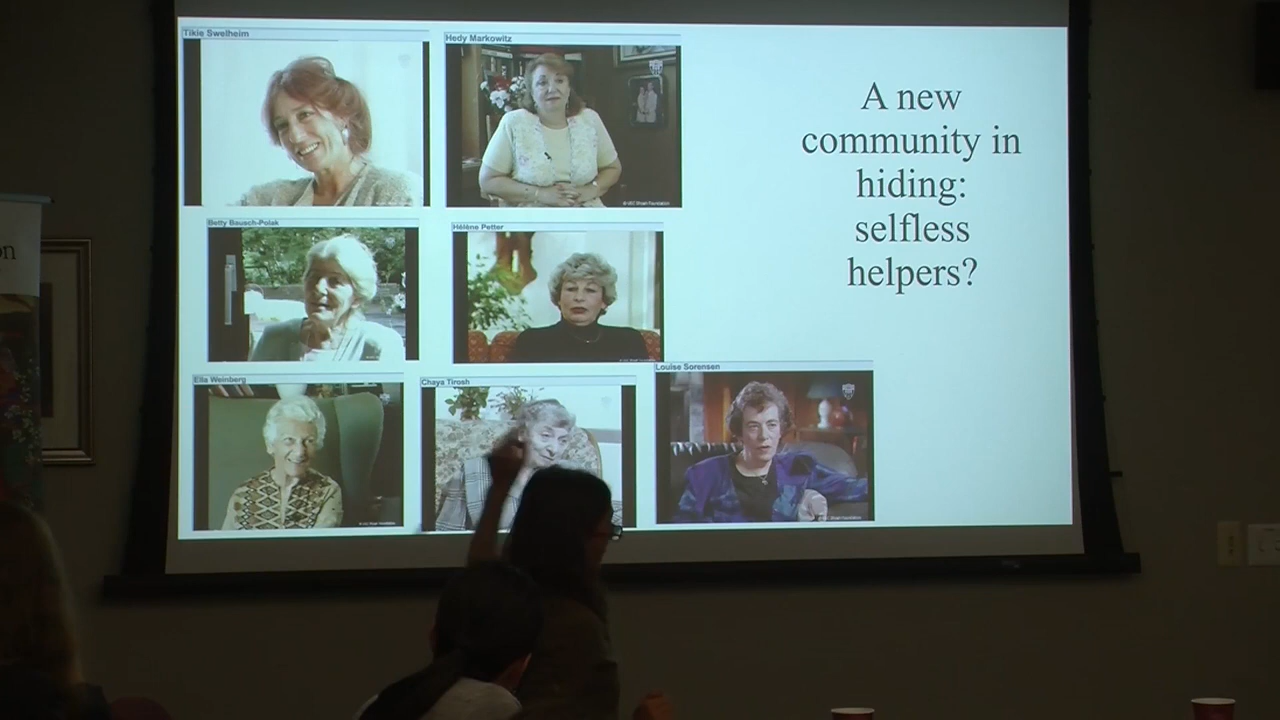 Tikie Swelheim
Hedy Markowitz
A new
community in
hiding:
selfless
helpers?
Betty Bausch-Polak
Hélène Petter
Ella Weinberg
Chaya Tirosh
Louise Sorensen
on